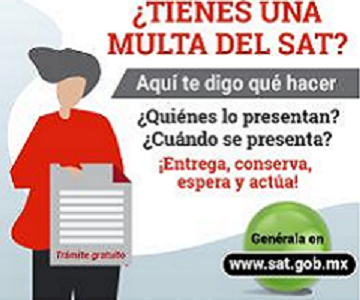 ¿TIENES UNA
MULTA DEL SAT?
Aquí te digo qué hacer
¿Quiénes lo presentan?
¿Cuándo se presenta?
¡Entrega, conserva,
espera y actúa!
Trámite gratuito
Genérala en
www.sat.gob.mx